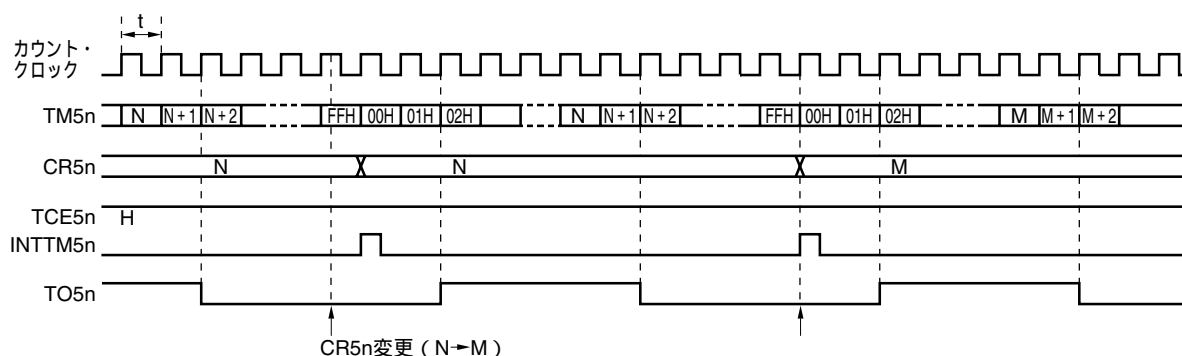 t
カウント・
クロック
TM5n N N+1 N+2 FFH 00H 01H 02H N N+1 N+2 FFH 00H 01H 02H M M+1 M+2
CR5n N N M
TCE5n H
INTTM5n
TO5n
CR5n変更（N→M）